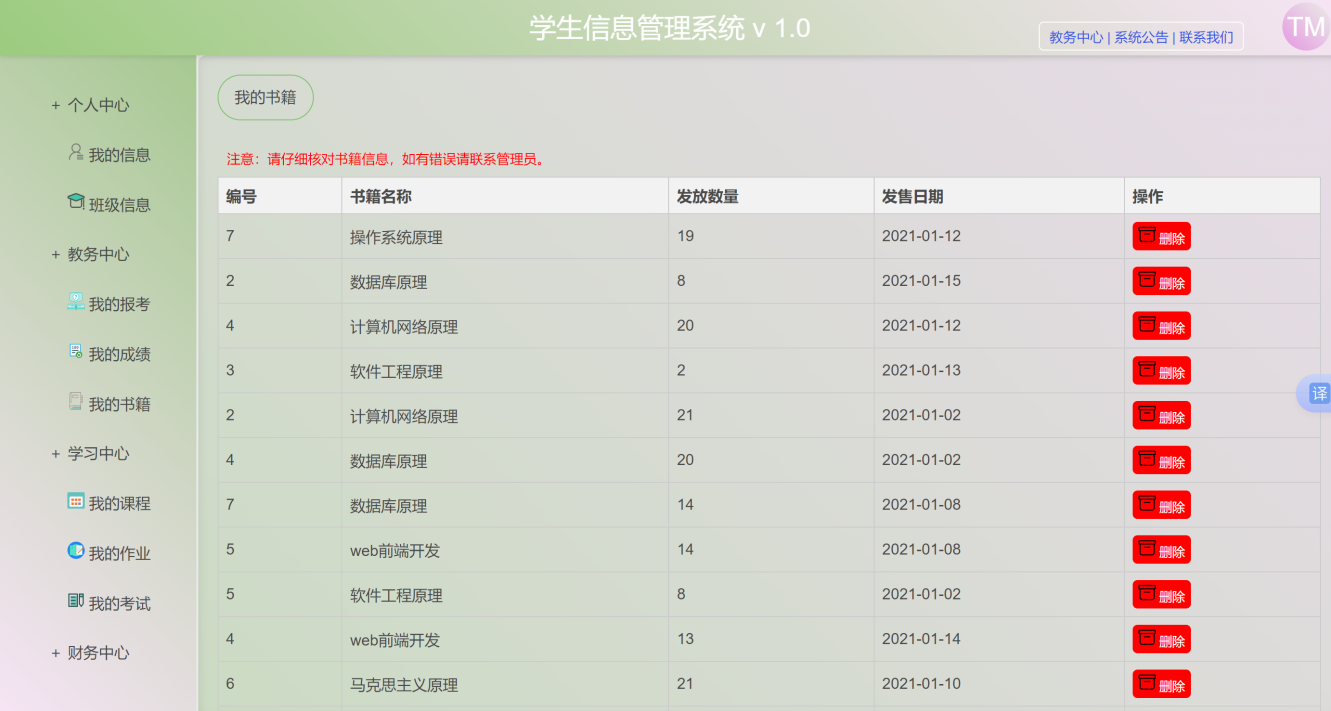 学生信息管理系统 v 1.0
教务中心 | 系统公告 | 联系我们
TM
+ 个人中心
我的信息
班级信息
+ 教务中心
我的报考
我的成绩
我的书籍
+ 学习中心
我的课程
我的作业
我的考试
+ 财务中心
我的书籍
注意：请仔细核对书籍信息，如有错误请联系管理员。
编号 书籍名称 发放数量 发售日期 操作
7 操作系统原理 19 2021-01-12 删除
2 数据库原理 8 2021-01-15 删除
4 计算机网络原理 20 2021-01-12 删除
3 软件工程原理 2 2021-01-13 删除
2 计算机网络原理 21 2021-01-02 删除
4 数据库原理 20 2021-01-02 删除
7 数据库原理 14 2021-01-08 删除
5 web前端开发 14 2021-01-08 删除
5 软件工程原理 8 2021-01-02 删除
4 web前端开发 13 2021-01-14 删除
6 马克思主义原理 21 2021-01-10 删除
译